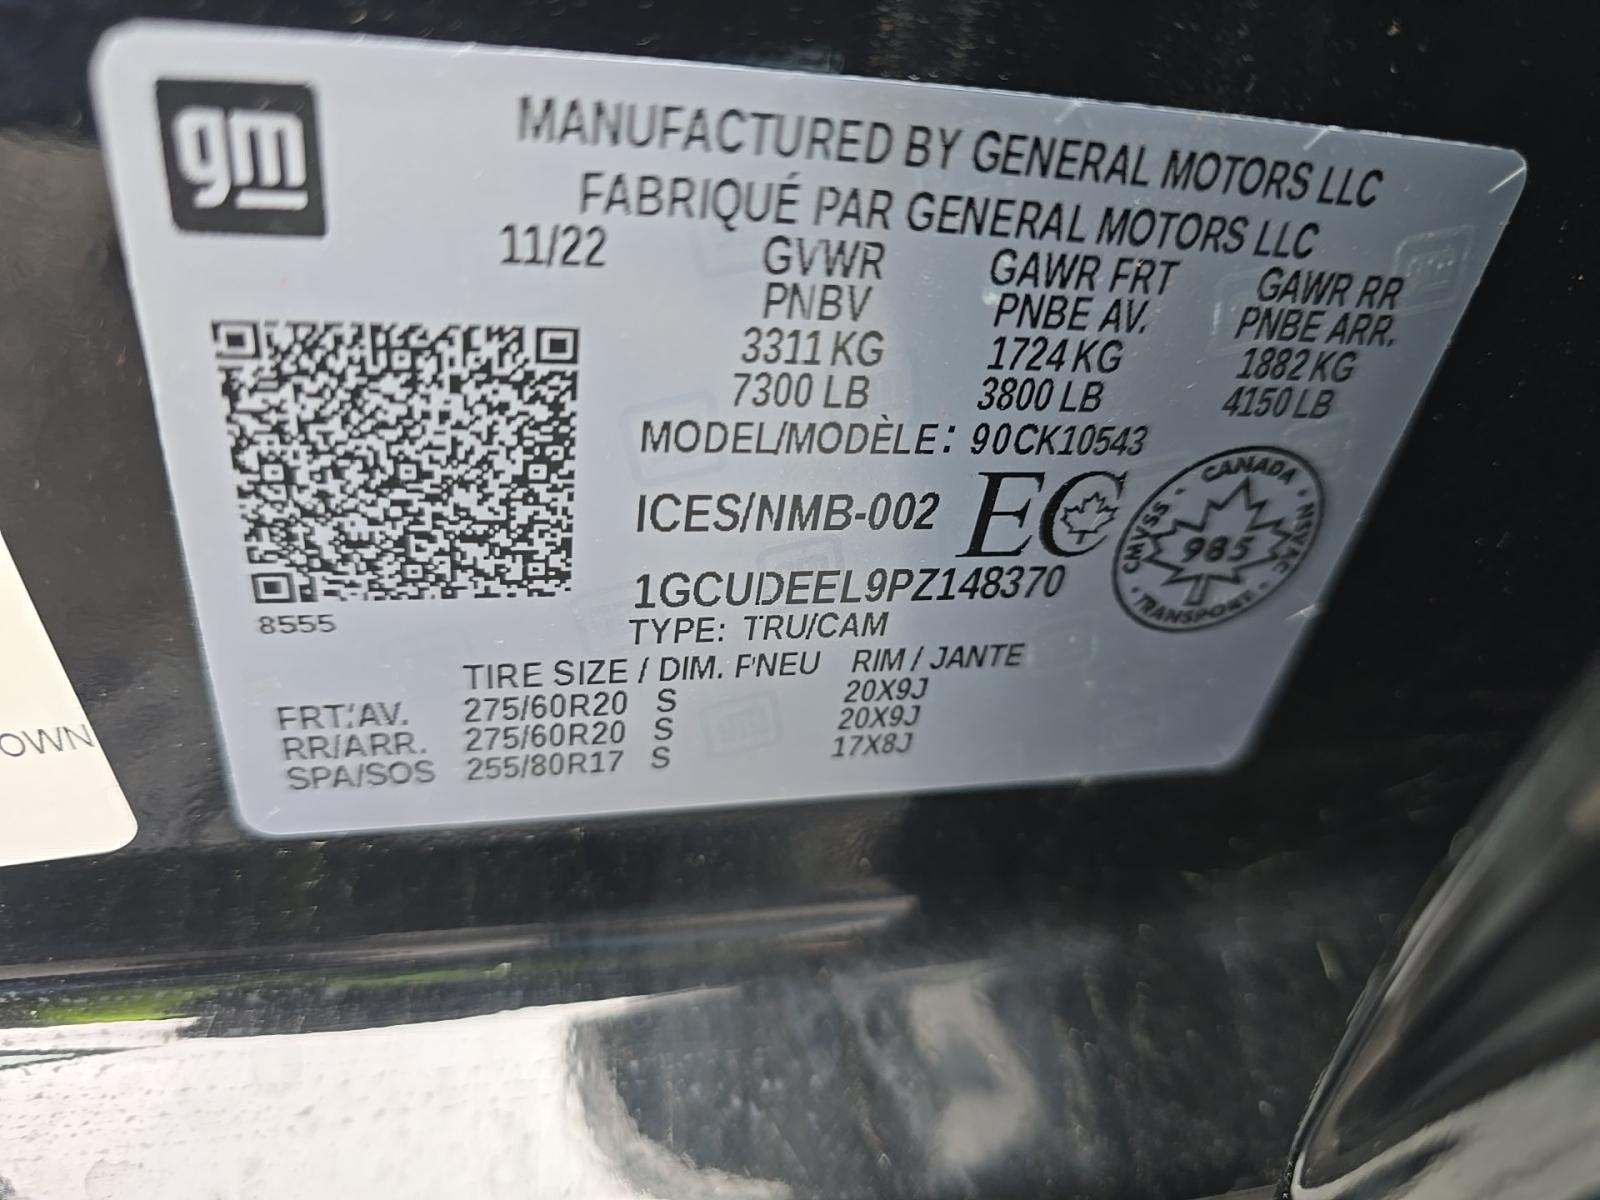 gm
MANUFACTURED BY GENERAL MOTORS LLC
FABRIQUÉ PAR GENERAL MOTORS LLC
11/22 GVWR GAWR FRT GAWR RR
PNBV PNBE AV. PNBE ARR.
3311 KG 1724 KG 1882 KG
7300 LB 3800 LB 4150 LB
MODEL/MODÈLE: 90CK10543
ICES/NMB-002 EC
CANADA
CMVSS · NSVAC
985
TRANSPORT
1GCUDEEL9PZ148370
8555
TYPE: TRU/CAM
TIRE SIZE / DIM. PNEU RIM / JANTE
FRT/AV. 275/60R20 S 20X9J
RR/ARR. 275/60R20 S 20X9J
SPA/SOS 255/80R17 S 17X8J
OWN